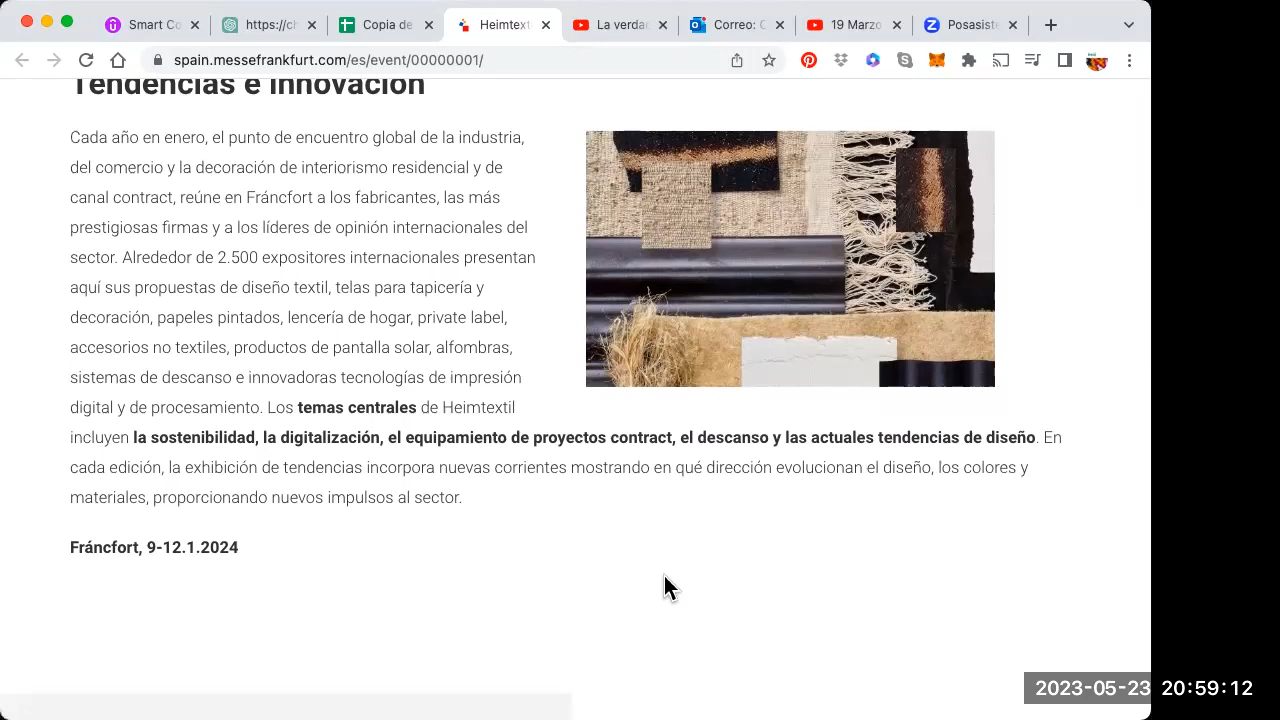 Smart Co
https://ch
Copia de
Heimtext
La verda
Correo: C
19 Marzo
Posasiste
spain.messefrankfurt.com/es/event/00000001/
Tendencias e innovación
Cada año en enero, el punto de encuentro global de la industria,
del comercio y la decoración de interiorismo residencial y de
canal contract, reúne en Fráncfort a los fabricantes, las más
prestigiosas firmas y a los líderes de opinión internacionales del
sector. Alrededor de 2.500 expositores internacionales presentan
aquí sus propuestas de diseño textil, telas para tapicería y
decoración, papeles pintados, lencería de hogar, private label,
accesorios no textiles, productos de pantalla solar, alfombras,
sistemas de descanso e innovadoras tecnologías de impresión
digital y de procesamiento. Los temas centrales de Heimtextil
incluyen la sostenibilidad, la digitalización, el equipamiento de proyectos contract, el descanso y las actuales tendencias de diseño. En
cada edición, la exhibición de tendencias incorpora nuevas corrientes mostrando en qué dirección evolucionan el diseño, los colores y
materiales, proporcionando nuevos impulsos al sector.
Fráncfort, 9-12.1.2024
2023-05-23 20:59:12